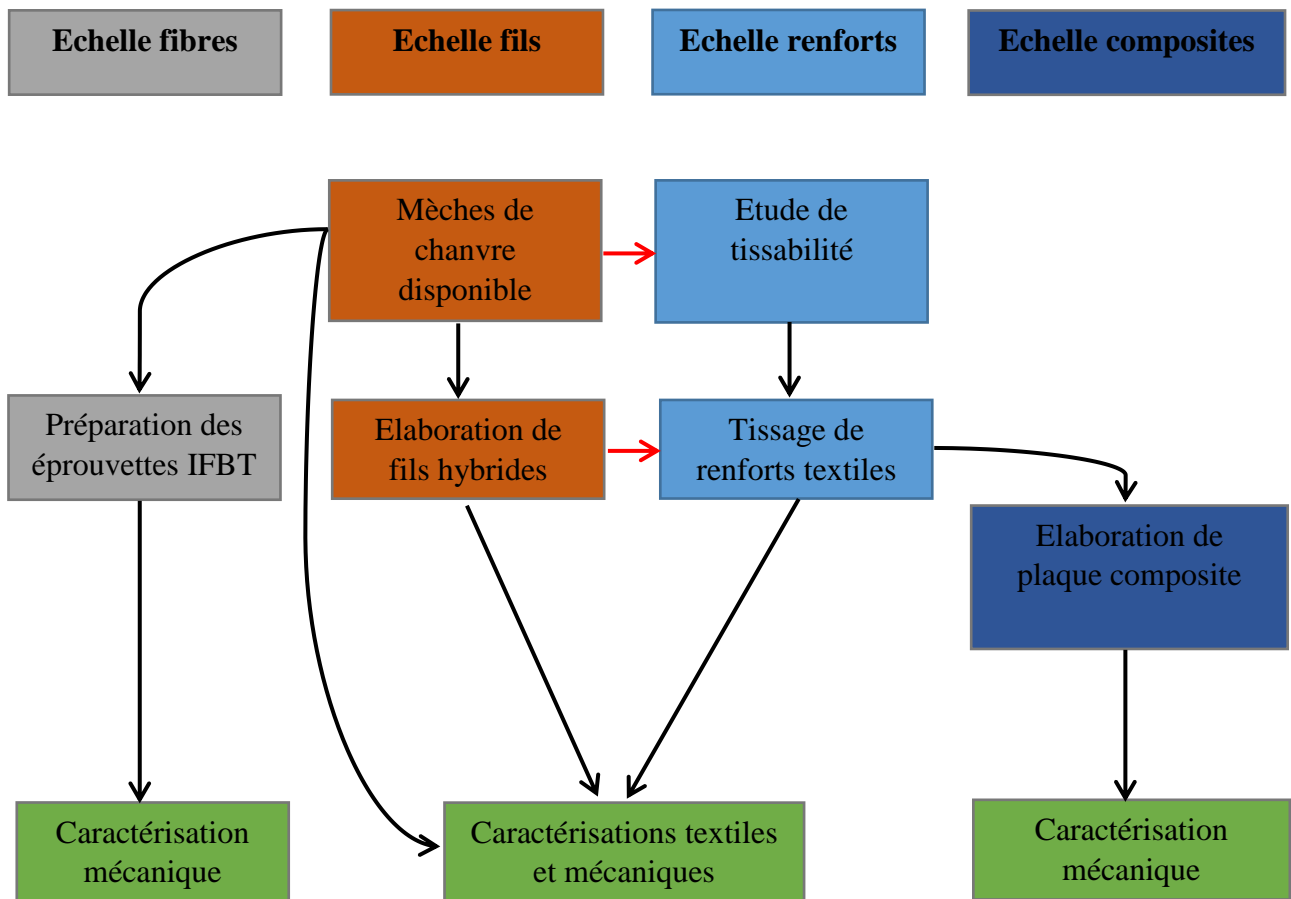 Echelle fibres
Echelle fils
Echelle renforts
Echelle composites
Mèches de
chanvre
disponible
Etude de
tissabilité
Préparation des
éprouvettes IFBT
Elaboration de
fils hybrides
Tissage de
renforts textiles
Elaboration de
plaque composite
Caractérisation
mécanique
Caractérisations textiles
et mécaniques
Caractérisation
mécanique